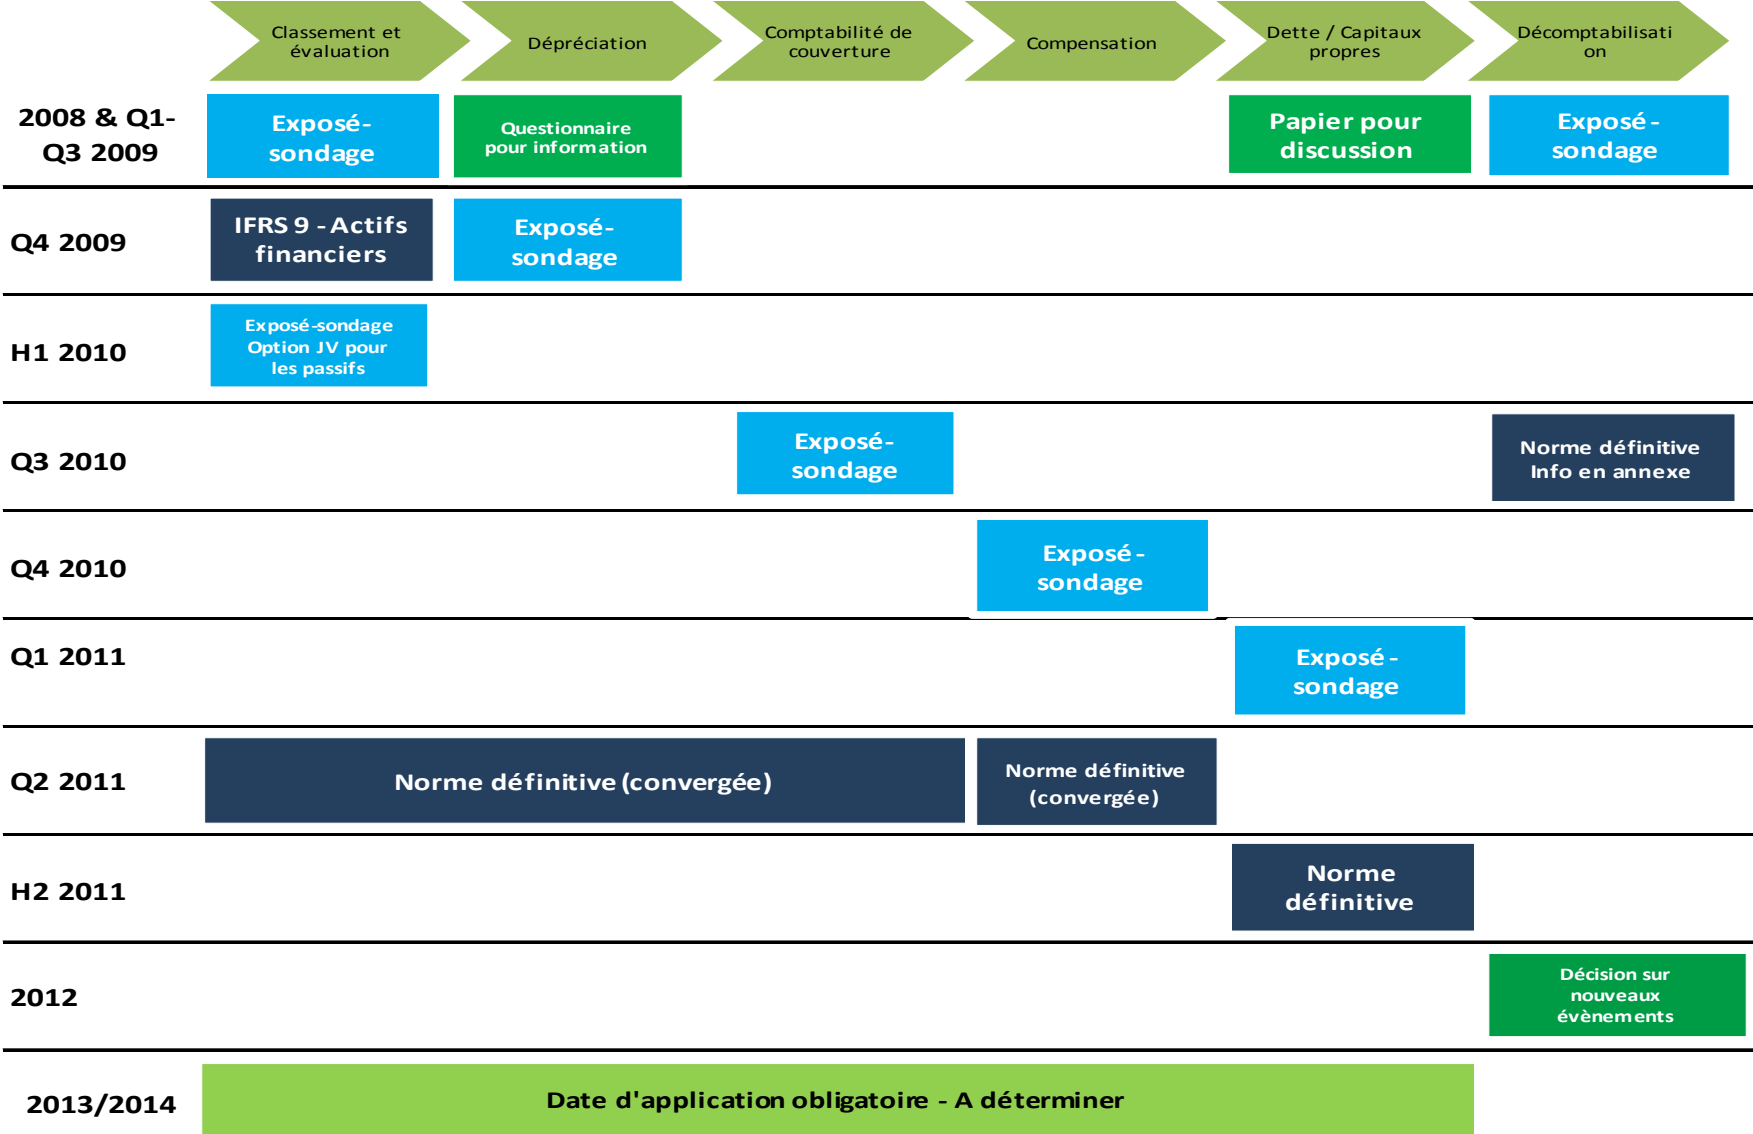 Classement et
évaluation
Dépréciation
Comptabilité de
couverture
Compensation
Dette / Capitaux
propres
Décomptabilisati
on
2008 & Q1-
Q3 2009
Exposé-
sondage
Questionnaire
pour information
Papier pour
discussion
Exposé-
sondage
Q4 2009
IFRS 9 - Actifs
financiers
Exposé-
sondage
H1 2010
Exposé-sondage
Option JV pour
les passifs
Q3 2010
Exposé-
sondage
Norme définitive
Info en annexe
Q4 2010
Exposé-
sondage
Q1 2011
Exposé-
sondage
Q2 2011
Norme définitive (convergée)
Norme définitive
(convergée)
H2 2011
Norme
définitive
2012
Décision sur
nouveaux
évènements
2013/2014
Date d'application obligatoire - A déterminer